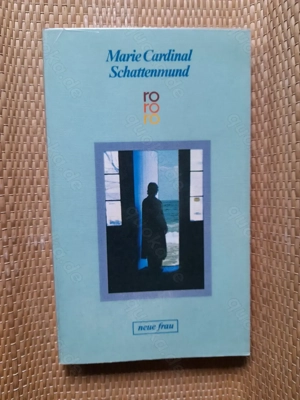 Marie Cardinal
Schattenmund
ro
ro
ro
neue frau